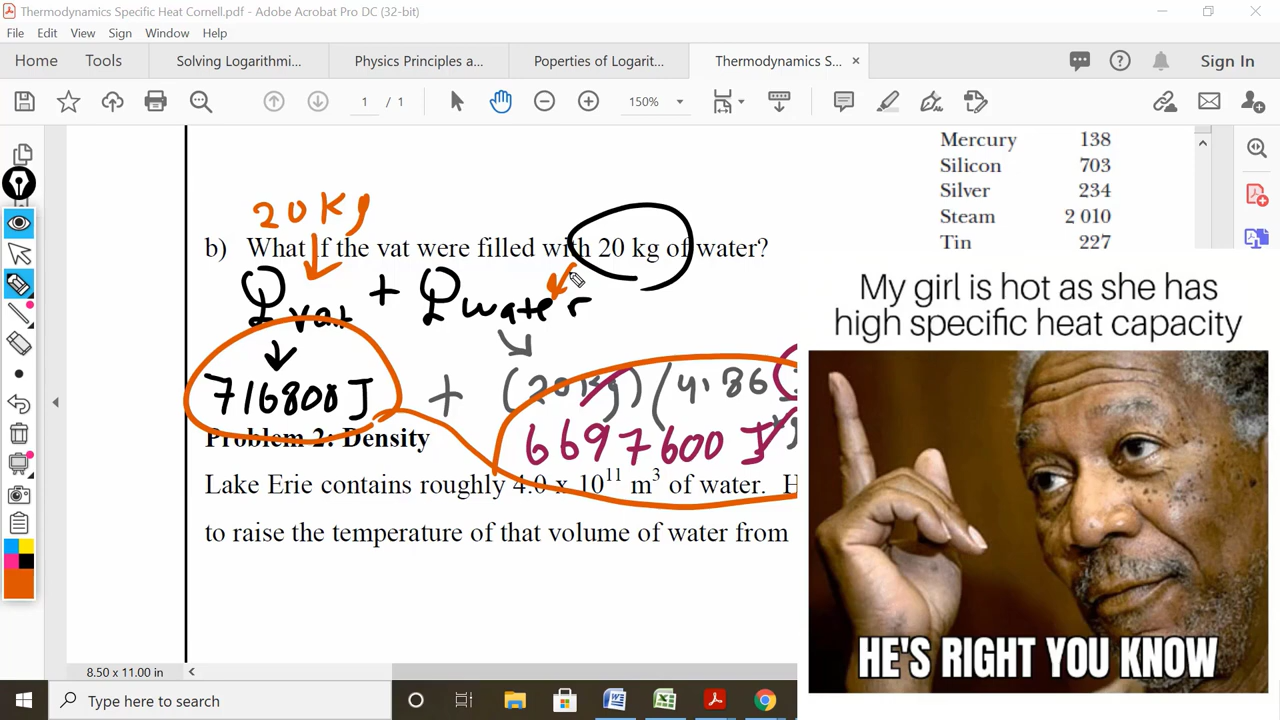 Thermodynamics Specific Heat Cornell.pdf - Adobe Acrobat Pro DC (32-bit)
File Edit View Sign Window Help
Home Tools Solving Logarithmi... Physics Principles a... Poperties of Logarit... Thermodynamics S... ×
1 / 1 150% Sign In
Mercury 138
Silicon 703
Silver 234
Steam 2 010
Tin 227
20 Kg
b) What if the vat were filled with 20 kg of water?
Qvat + Qwater
716800J + (20Kg)(4186
6697600 J
Problem 2: Density
Lake Erie contains roughly 4.0 x 10¹¹ m³ of water. H
to raise the temperature of that volume of water from
My girl is hot as she has
high specific heat capacity
HE'S RIGHT YOU KNOW
8.50 x 11.00 in
Type here to search